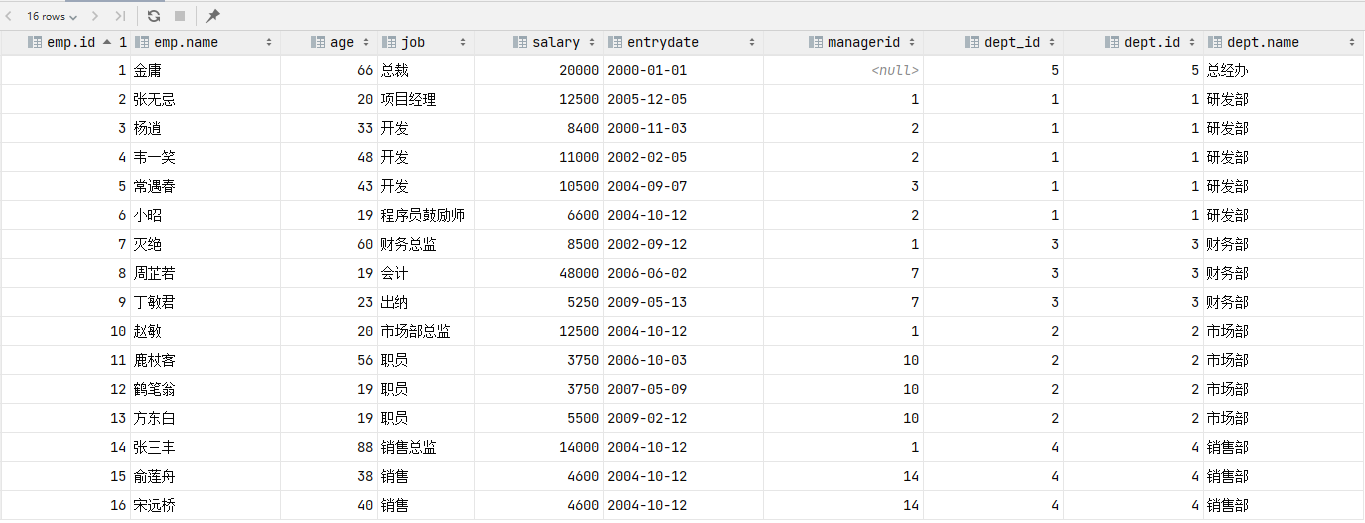 16 rows
emp.id 1 emp.name age job salary entrydate managerid dept_id dept.id dept.name
1 金庸 66 总裁 20000 2000-01-01 <null> 5 5 总经办
2 张无忌 20 项目经理 12500 2005-12-05 1 1 1 研发部
3 杨逍 33 开发 8400 2000-11-03 2 1 1 研发部
4 韦一笑 48 开发 11000 2002-02-05 2 1 1 研发部
5 常遇春 43 开发 10500 2004-09-07 3 1 1 研发部
6 小昭 19 程序员鼓励师 6600 2004-10-12 2 1 1 研发部
7 灭绝 60 财务总监 8500 2002-09-12 1 3 3 财务部
8 周芷若 19 会计 48000 2006-06-02 7 3 3 财务部
9 丁敏君 23 出纳 5250 2009-05-13 7 3 3 财务部
10 赵敏 20 市场部总监 12500 2004-10-12 1 2 2 市场部
11 鹿杖客 56 职员 3750 2006-10-03 10 2 2 市场部
12 鹤笔翁 19 职员 3750 2007-05-09 10 2 2 市场部
13 方东白 19 职员 5500 2009-02-12 10 2 2 市场部
14 张三丰 88 销售总监 14000 2004-10-12 1 4 4 销售部
15 俞莲舟 38 销售 4600 2004-10-12 14 4 4 销售部
16 宋远桥 40 销售 4600 2004-10-12 14 4 4 销售部